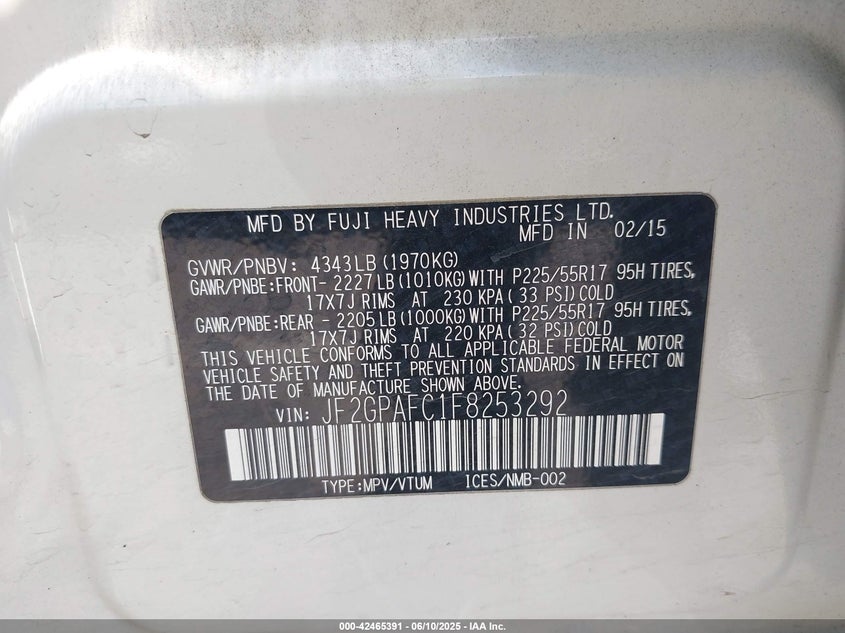 MFD BY FUJI HEAVY INDUSTRIES LTD.
MFD IN 02/15
GVWR/PNBV: 4343LB (1970KG)
GAWR/PNBE:FRONT- 2227LB (1010KG) WITH P225/55R17 95H TIRES,
17X7J RIMS AT 230 KPA ( 33 PSI) COLD
GAWR/PNBE:REAR - 2205LB (1000KG) WITH P225/55R17 95H TIRES,
17X7J RIMS AT 220 KPA ( 32 PSI) COLD
THIS VEHICLE CONFORMS TO ALL APPLICABLE FEDERAL MOTOR
VEHICLE SAFETY AND THEFT PREVENTION STANDARDS IN EFFECT ON
THE DATE OF MANUFACTURE SHOWN ABOVE.
VIN: JF2GPAFC1F8253292
TYPE:MPV/VTUM ICES/NMB-002
000-42465391 - 06/10/2025 - IAA Inc.